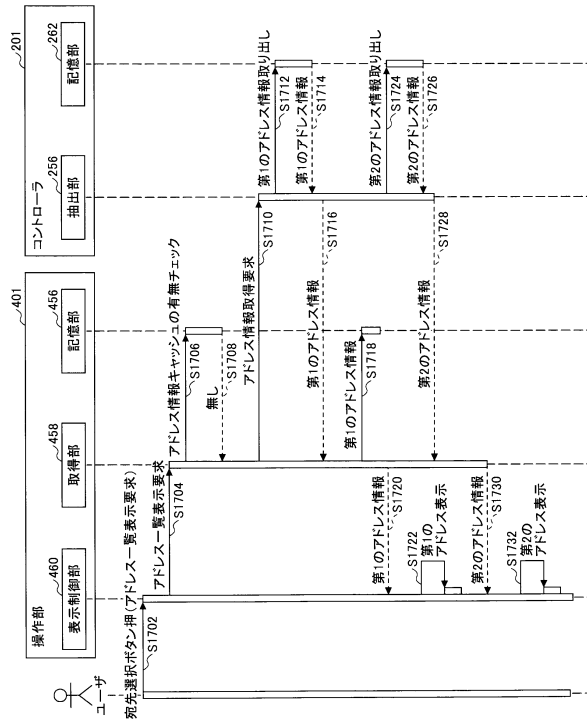 ユーザ
操作部
401
表示制御部
460
取得部
458
記憶部
456
コントローラ
201
抽出部
256
記憶部
262
宛先選択ボタン押(アドレス一覧表示要求)
S1702
アドレス一覧表示要求
S1704
アドレス情報キャッシュの有無チェック
S1706
無し
S1708
アドレス情報取得要求
S1710
第1のアドレス情報取り出し
S1712
第1のアドレス情報
S1714
第1のアドレス情報
S1716
第1のアドレス情報
S1718
第1のアドレス情報
S1720
S1722
第1の
アドレス表示
第2のアドレス情報取り出し
S1724
第2のアドレス情報
S1726
第2のアドレス情報
S1728
第2のアドレス情報
S1730
S1732
第2の
アドレス表示